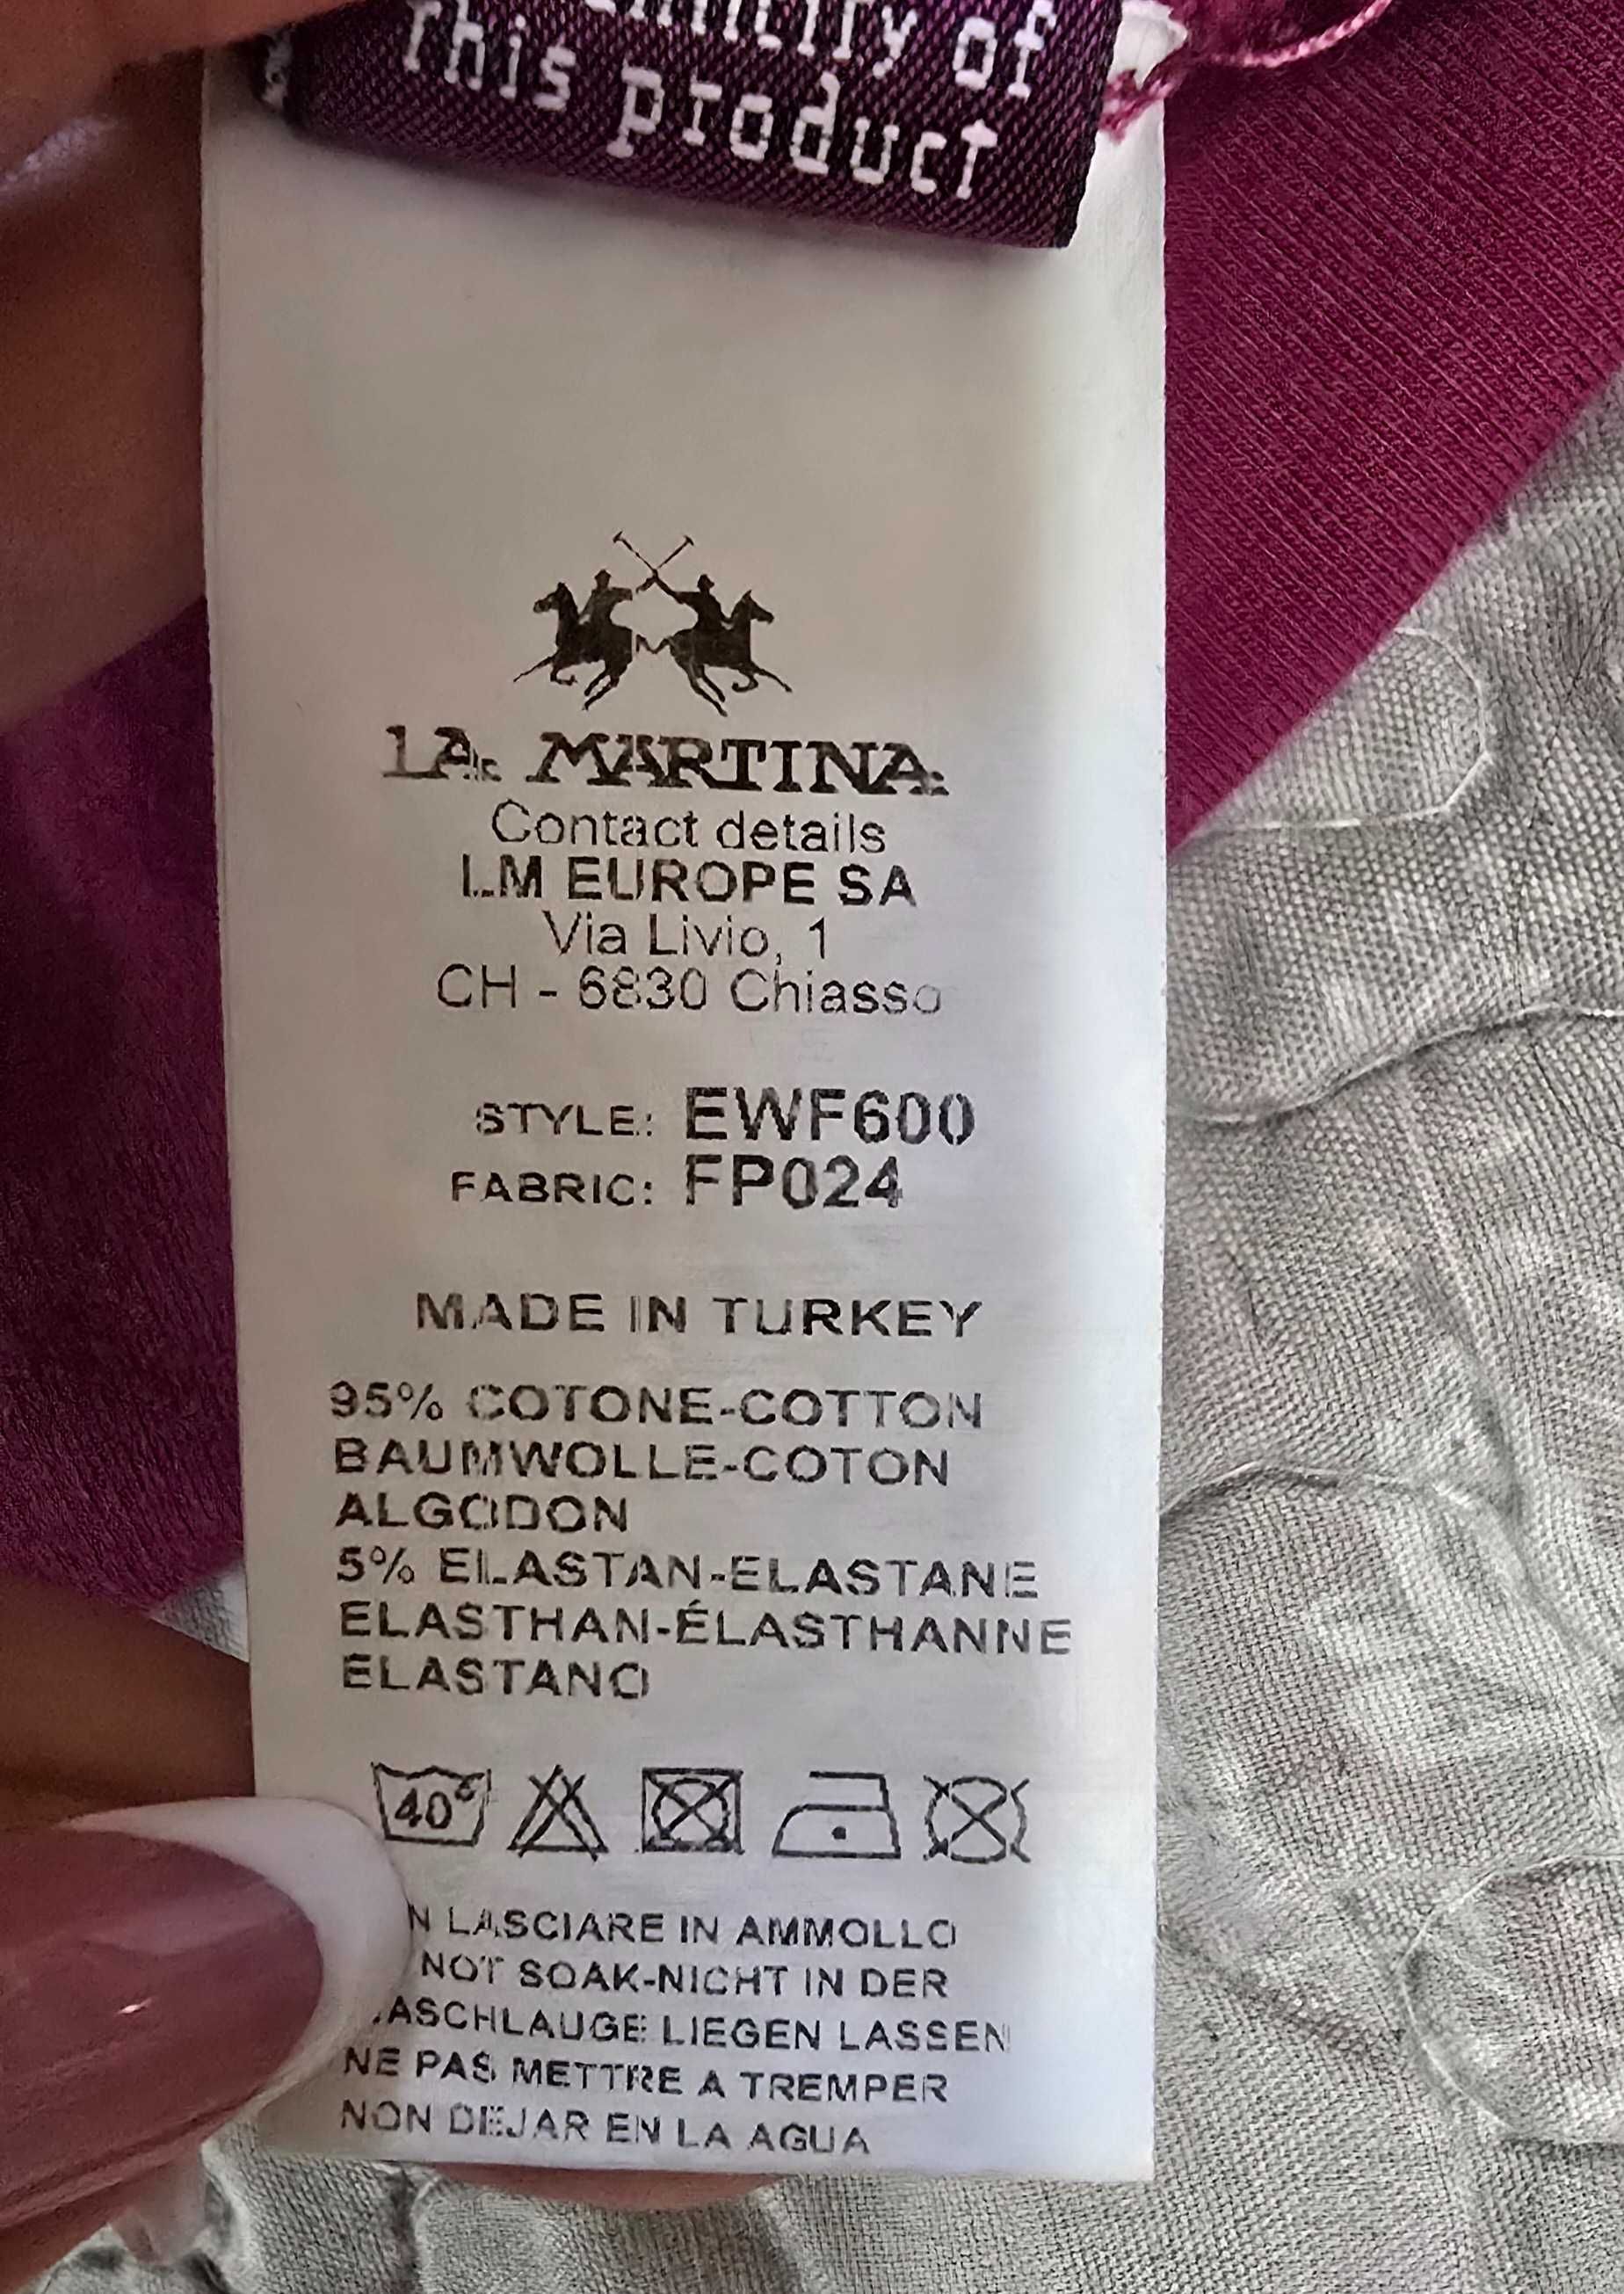 of
This product
LA MARTINA
Contact details
LM EUROPE SA
Via Livio, 1
CH - 6830 Chiasso
STYLE: EWF600
FABRIC: FP024
MADE IN TURKEY
95% COTONE-COTTON
BAUMWOLLE-COTON
ALGODON
5% ELASTAN-ELASTANE
ELASTHAN-ÉLASTHANNE
ELASTANO
40°
LASCIARE IN AMMOLLO
NOT SOAK-NICHT IN DER
LIEGEN LASSEN
NE PAS METTRE A TREMPER
NON DEJAR EN LA AGUA